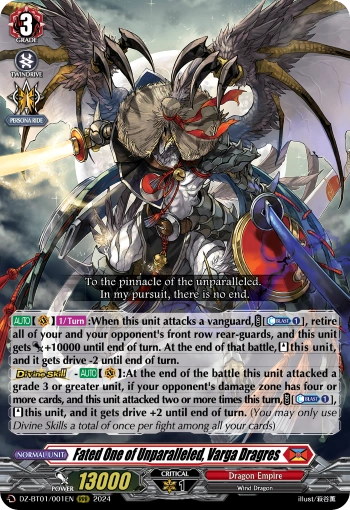 3
GRADE
TWINDRIVE
PERSONA RIDE
To the pinnacle of the unparalleled.
In my pursuit, there is no end.
AUTO 1/Turn :When this unit attacks a vanguard, [C BLAST 1], retire
all of your and your opponent's front row rear-guards, and this unit
gets +10000 until end of turn. At the end of that battle, this unit,
and it gets drive -2 until end of turn.
Divine Skill - AUTO :At the end of the battle this unit attacked a
grade 3 or greater unit, if your opponent's damage zone has four or
more cards, and this unit attacked two or more times this turn, [C BLAST 1],
this unit, and it gets drive +2 until end of turn. (You may only use
Divine Skills a total of once per fight among all your cards)
(NORMAL UNIT) Fated One of Unparalleled, Varga Dragres
POWER 13000 CRITICAL 1 Dragon Empire
Wind Dragon
D DZ-BT01/001EN RRR 2024 illust/萩谷薫